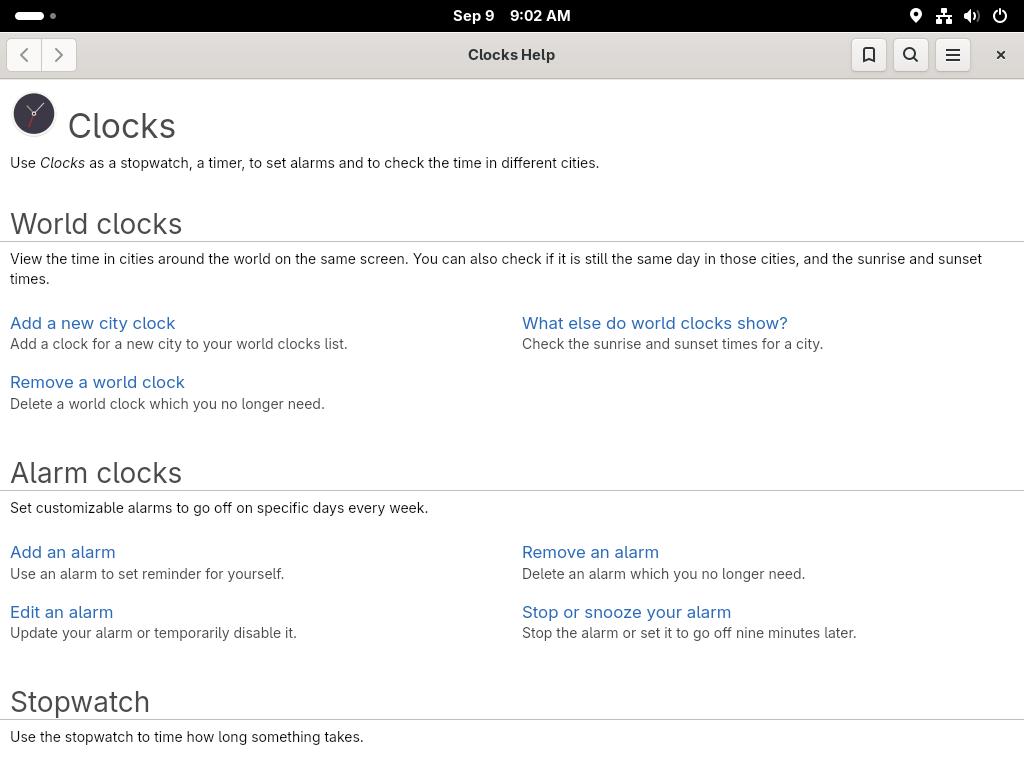 Sep 9 9:02 AM
Clocks Help
Clocks
Use Clocks as a stopwatch, a timer, to set alarms and to check the time in different cities.
World clocks
View the time in cities around the world on the same screen. You can also check if it is still the same day in those cities, and the sunrise and sunset
times.
Add a new city clock
Add a clock for a new city to your world clocks list.
What else do world clocks show?
Check the sunrise and sunset times for a city.
Remove a world clock
Delete a world clock which you no longer need.
Alarm clocks
Set customizable alarms to go off on specific days every week.
Add an alarm
Use an alarm to set reminder for yourself.
Remove an alarm
Delete an alarm which you no longer need.
Edit an alarm
Update your alarm or temporarily disable it.
Stop or snooze your alarm
Stop the alarm or set it to go off nine minutes later.
Stopwatch
Use the stopwatch to time how long something takes.